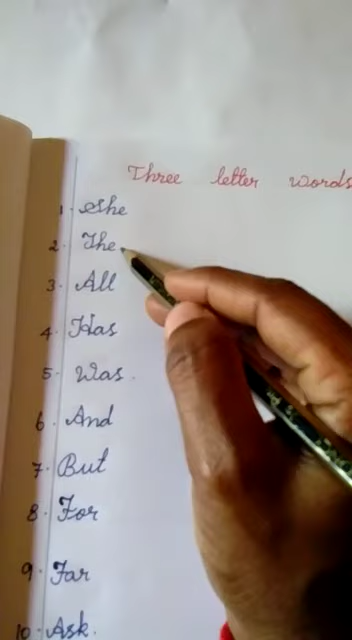 Three letter words
1. She
2. The
3. All
4. Has
5. Was.
6. And
7. But
8. For
9. Far
10. Ask.